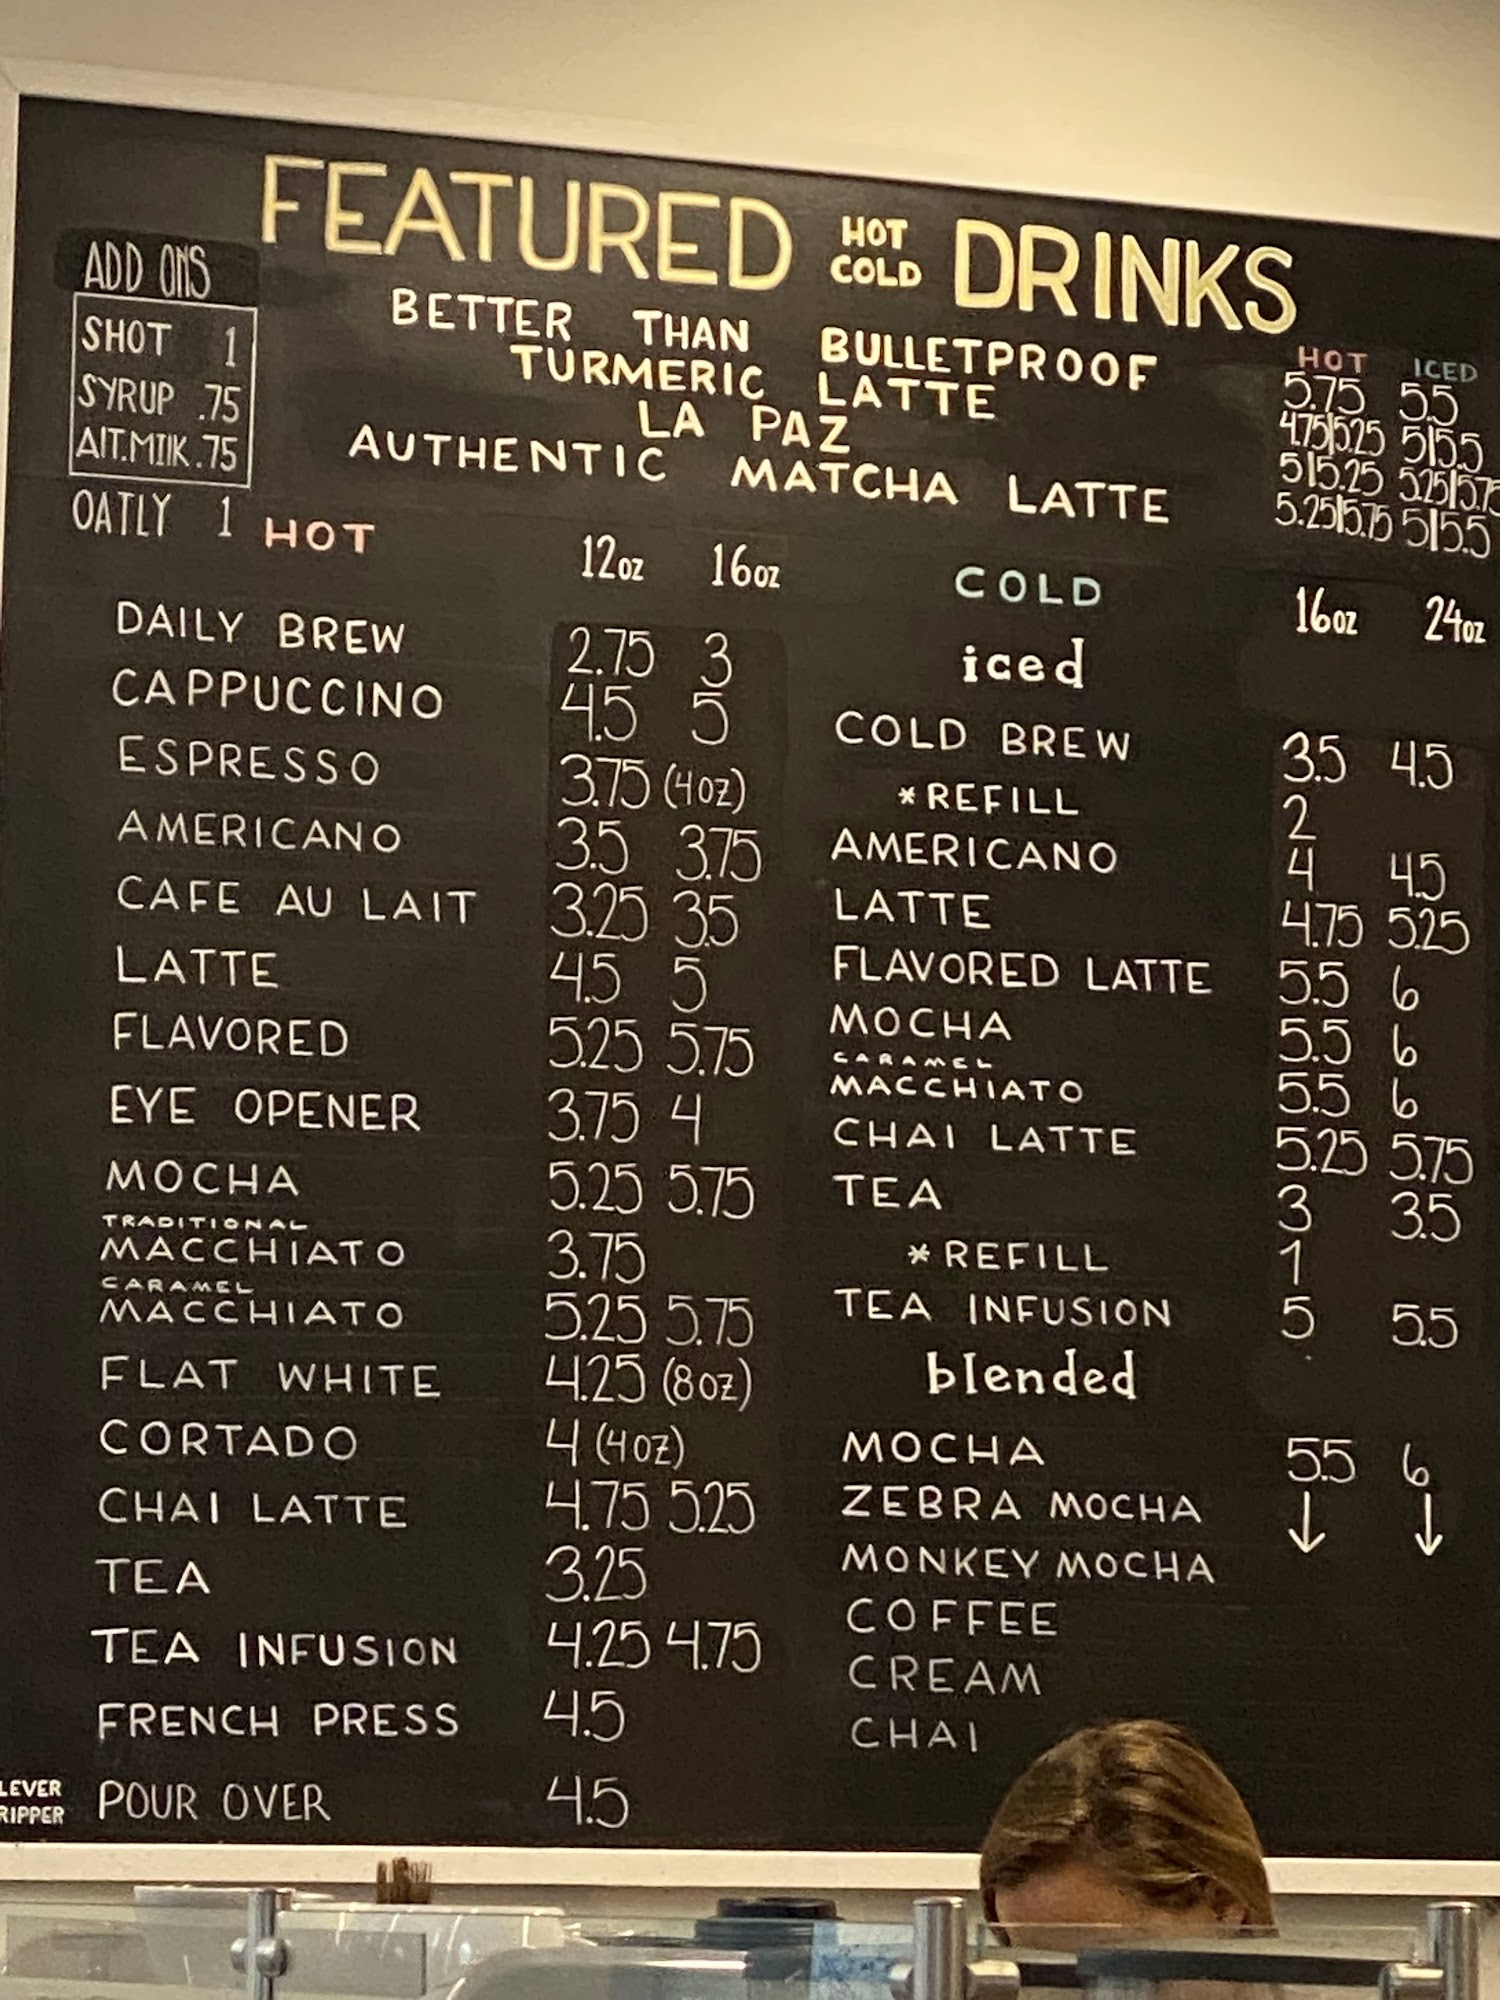 FEATURED HOT COLD DRINKS
ADD ONS
SHOT 1
SYRUP .75
AlT.MIlK .75
OATLY 1
HOT ICED
BETTER THAN BULLETPROOF 5.75 5.5
TURMERIC LATTE 4.75|5.25 5|5.5
LA PAZ 5|5.25 5.25|5.75
AUTHENTIC MATCHA LATTE 5.25|5.75 5|5.5
HOT 12oz 16oz
DAILY BREW 2.75 3
CAPPUCCINO 4.5 5
ESPRESSO 3.75 (4oz)
AMERICANO 3.5 3.75
CAFE AU LAIT 3.25 3.5
LATTE 4.5 5
FLAVORED 5.25 5.75
EYE OPENER 3.75 4
MOCHA 5.25 5.75
TRADITIONAL
MACCHIATO 3.75
CARAMEL
MACCHIATO 5.25 5.75
FLAT WHITE 4.25 (8oz)
CORTADO 4 (4oz)
CHAI LATTE 4.75 5.25
TEA 3.25
TEA INFUSION 4.25 4.75
FRENCH PRESS 4.5
LEVER
RIPPER
POUR OVER 4.5
COLD 16oz 24oz
iced
COLD BREW 3.5 4.5
*REFILL 2
AMERICANO 4 4.5
LATTE 4.75 5.25
FLAVORED LATTE 5.5 6
MOCHA 5.5 6
CARAMEL
MACCHIATO 5.5 6
CHAI LATTE 5.25 5.75
TEA 3 3.5
*REFILL 1
TEA INFUSION 5 5.5
blended
MOCHA 5.5 6
ZEBRA MOCHA ↓ ↓
MONKEY MOCHA
COFFEE
CREAM
CHAI